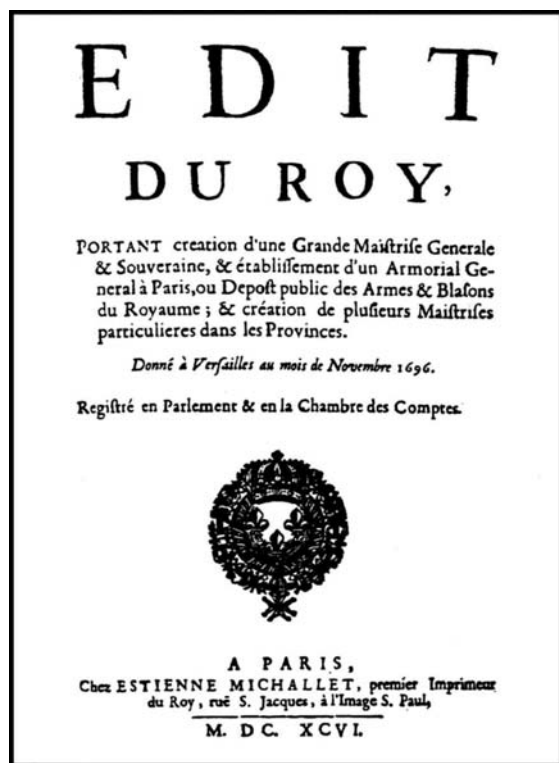 EDIT
DU ROY,
PORTANT creation d'une Grande Maiſtriſe Generale
& Souveraine, & établiſſement d'un Armorial Ge-
neral à Paris, ou Depoſt public des Armes & Blaſons
du Royaume ; & création de pluſieurs Maiſtriſes
particulieres dans les Provinces.
Donné à Verſailles au mois de Novembre 1696.
Regiſtré en Parlement & en la Chambre des Comptes.
A PARIS,
Chez ESTIENNE MICHALLET, premier Imprimeur
du Roy, ruë S. Jacques, à l'Image S. Paul,
M. DC. XCVI.